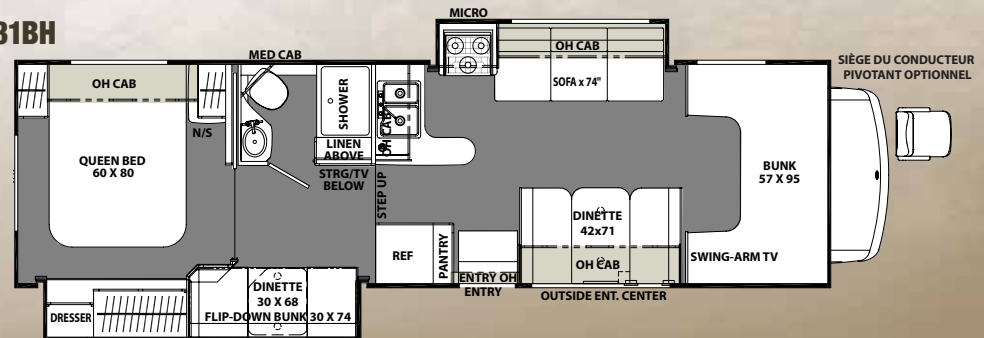 31BH
MICRO
MED CAB
OH CAB
SIÈGE DU CONDUCTEUR
PIVOTANT OPTIONNEL
OH CAB
SOFA x 74"
SHOWER
N/S
OH CAB
LINEN
ABOVE
QUEEN BED
60 X 80
STRG/TV
BELOW
STEP UP
BUNK
57 X 95
DINETTE
42x71
REF
PANTRY
OH CAB
SWING-ARM TV
ENTRY OH
ENTRY
OUTSIDE ENT. CENTER
DINETTE
30 X 68
FLIP-DOWN BUNK 30 X 74
DRESSER